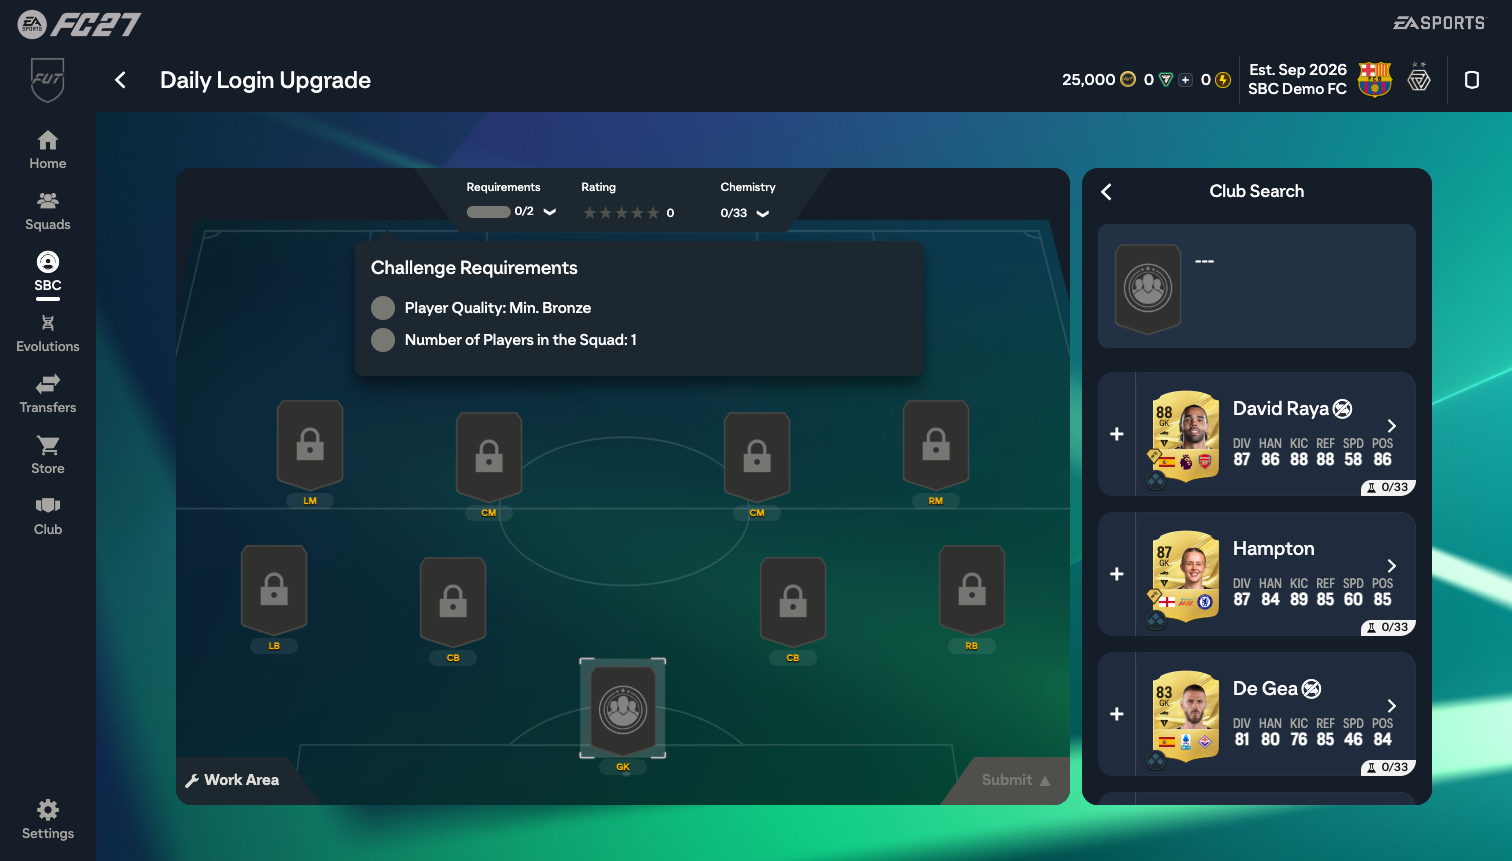 EA SPORTS FC27
EA SPORTS
FUT
Daily Login Upgrade
25,000 0 0
Est. Sep 2026
SBC Demo FC
Home
Squads
SBC
Evolutions
Transfers
Store
Club
Settings
Requirements
0/2
Rating
0
Chemistry
0/33
Challenge Requirements
Player Quality: Min. Bronze
Number of Players in the Squad: 1
LM
CM
CM
RM
LB
CB
CB
RB
GK
Work Area
Submit
Club Search
---
88
GK
David Raya
DIV HAN KIC REF SPD POS
87 86 88 88 58 86
0/33
87
GK
Hampton
DIV HAN KIC REF SPD POS
87 84 89 85 60 85
0/33
83
GK
De Gea
DIV HAN KIC REF SPD POS
81 80 76 85 46 84
0/33